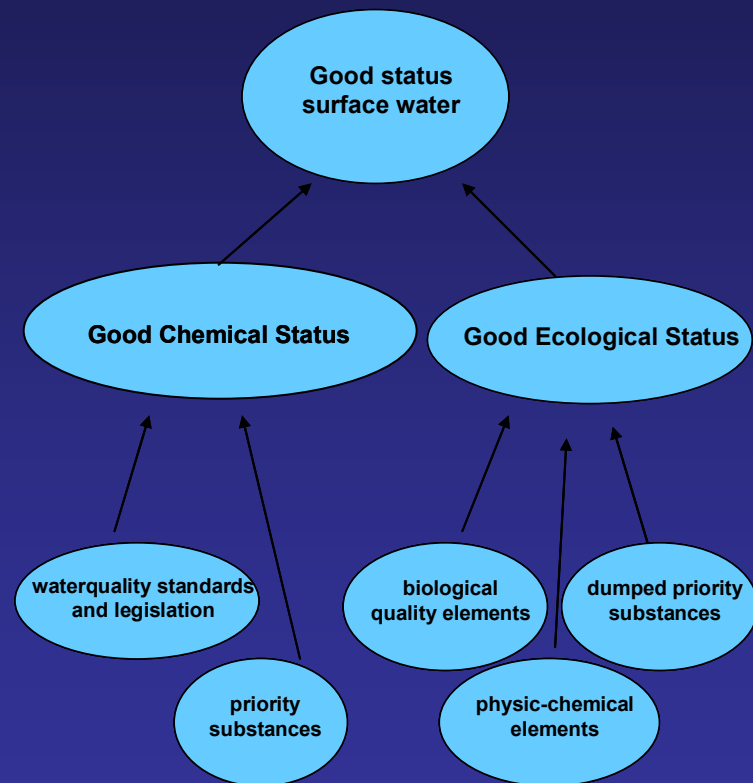 Good status
surface water
Good Chemical Status
Good Ecological Status
waterquality standards
and legislation
biological
quality elements
dumped priority
substances
priority
substances
physic-chemical
elements